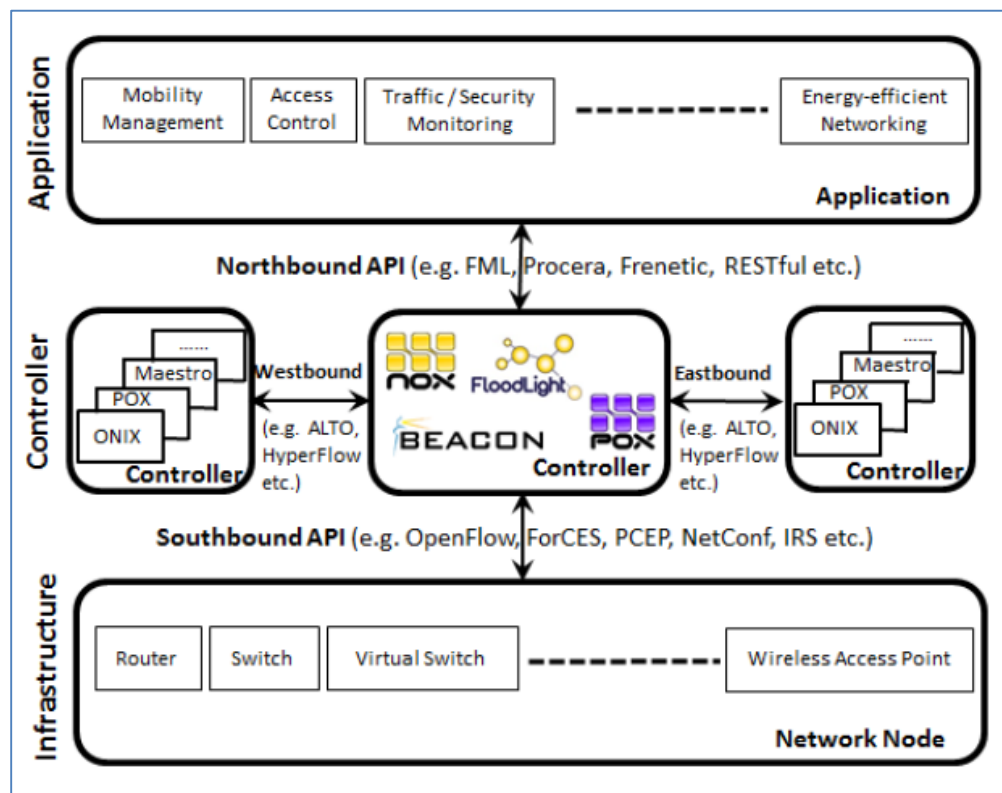 Application
Mobility
Management
Access
Control
Traffic / Security
Monitoring
Energy-efficient
Networking
Application
Northbound API (e.g. FML, Procera, Frenetic, RESTful etc.)
Controller
......
Maestro
POX
ONIX
Controller
Westbound
(e.g. ALTO,
HyperFlow
etc.)
nox
FloodLight
BEACON
POX
Controller
Eastbound
(e.g. ALTO,
HyperFlow
etc.)
......
Maestro
POX
ONIX
Controller
Southbound API (e.g. OpenFlow, ForCES, PCEP, NetConf, IRS etc.)
Infrastructure
Router
Switch
Virtual Switch
Wireless Access Point
Network Node